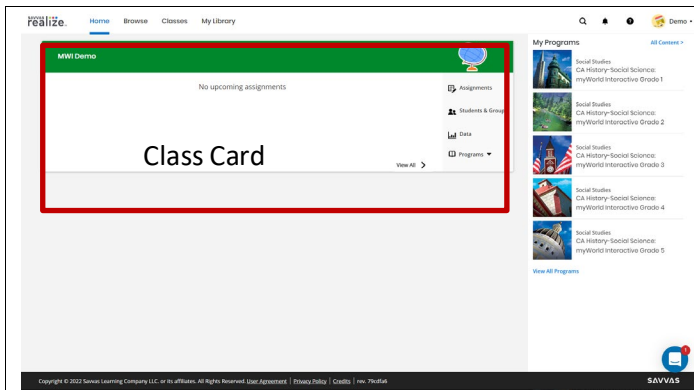 SAVVAS
realize.
Home Browse Classes My Library
Demo
MWI Demo
No upcoming assignments
Assignments
Students & Group
Data
Programs
View All
Class Card
My Programs
All Content >
Social Studies
CA History-Social Science:
myWorld Interactive Grade 1
Social Studies
CA History-Social Science:
myWorld Interactive Grade 2
Social Studies
CA History-Social Science:
myWorld Interactive Grade 3
Social Studies
CA History-Social Science:
myWorld Interactive Grade 4
Social Studies
CA History-Social Science:
myWorld Interactive Grade 5
View All Programs
Copyright © 2022 Savvas Learning Company LLC. or its affiliates. All Rights Reserved. User Agreement | Privacy Policy | Credits | rev. 79cdfa6
SAVVAS